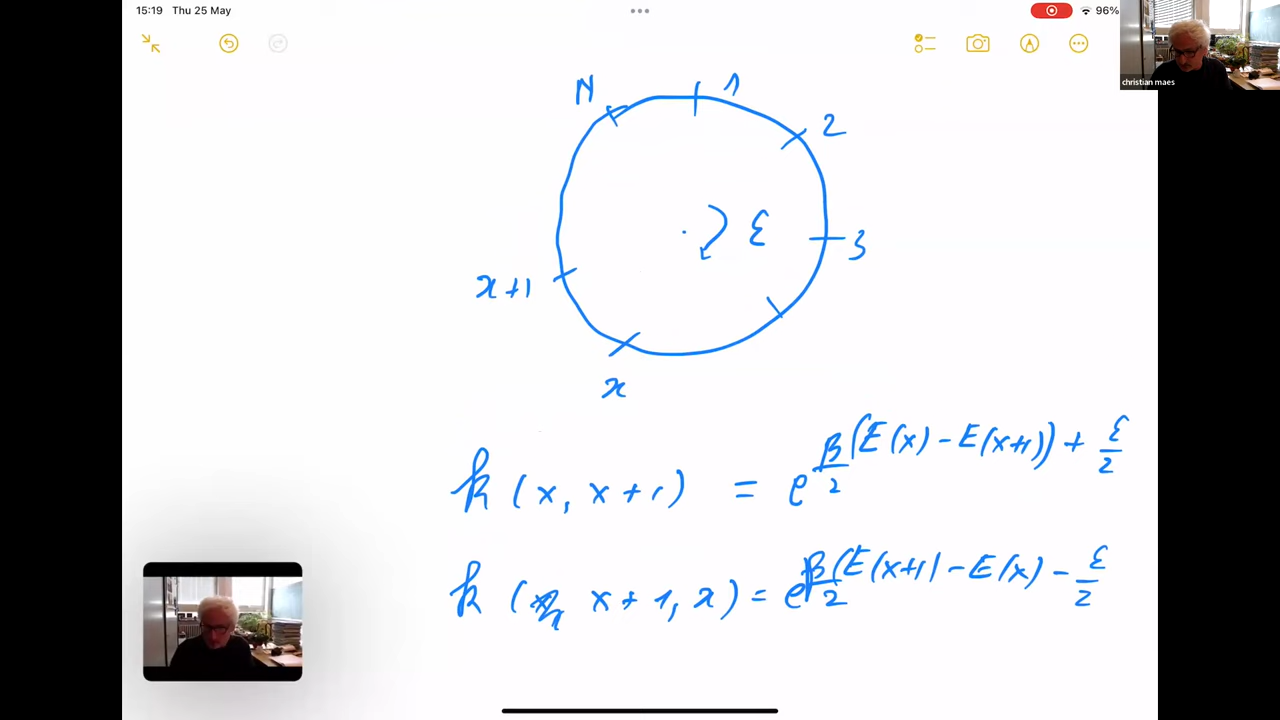 15:19 Thu 25 May
96%
christian maes
N
1
2
ε
3
x+1
x
k(x, x+1) = e^{β/2 (E(x) - E(x+1)) + ε/2}
k( x+1, x) = e^{β/2 (E(x+1) - E(x) - ε/2}